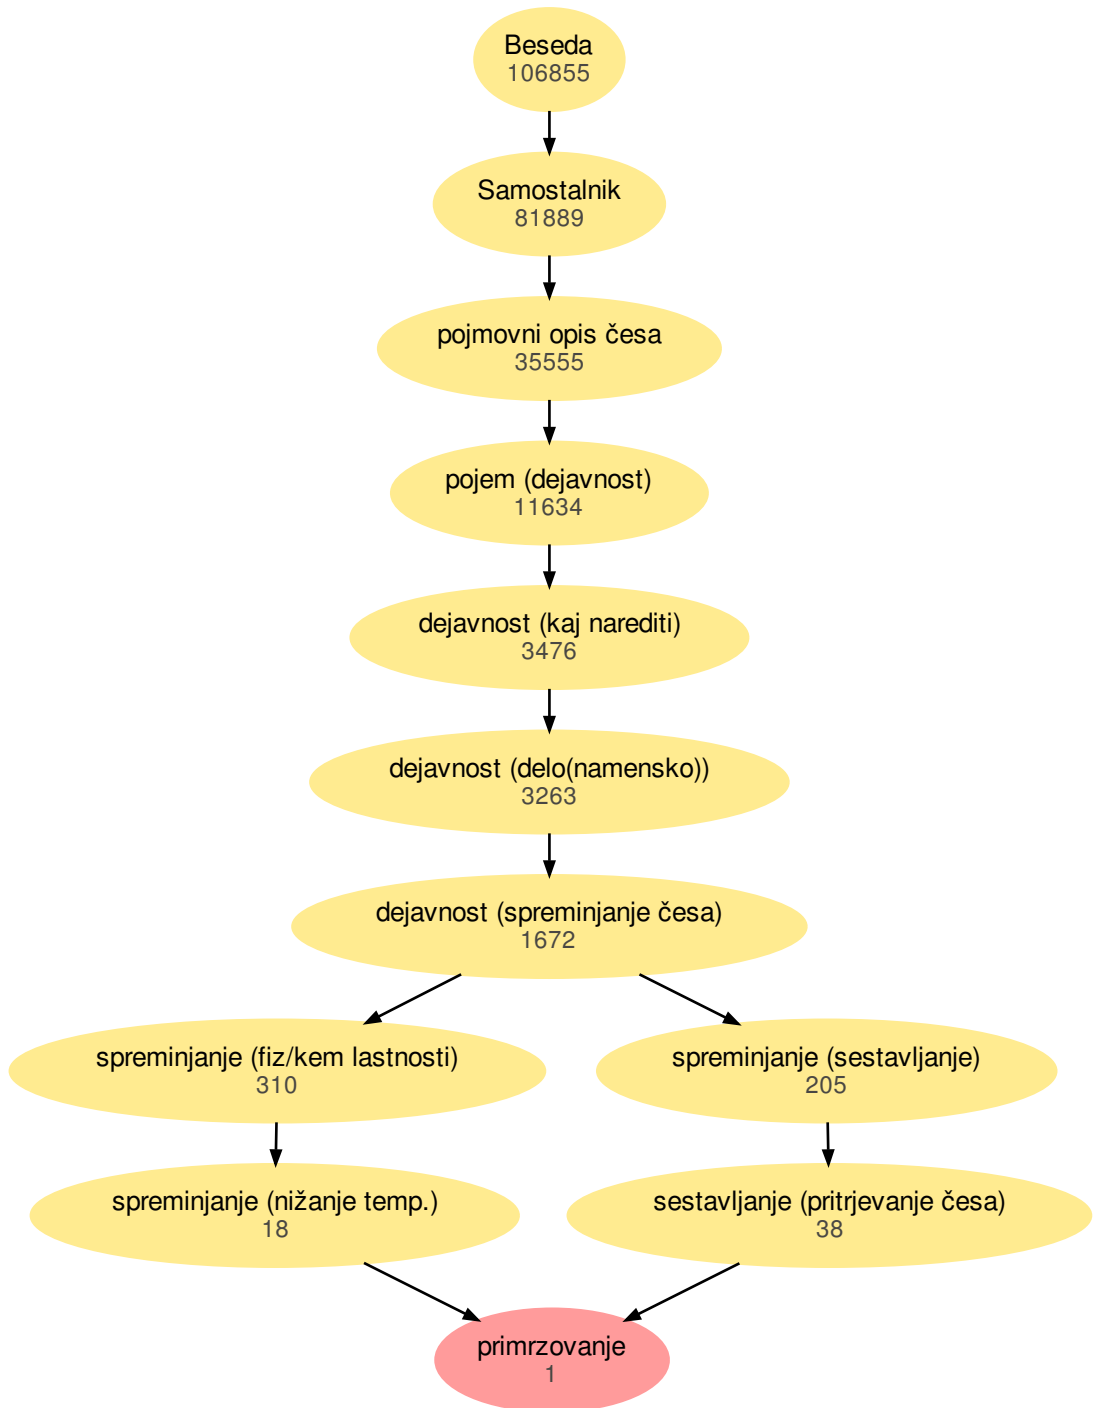 Beseda
106855
Samostalnik
81889
pojmovni opis česa
35555
pojem (dejavnost)
11634
dejavnost (kaj narediti)
3476
dejavnost (delo(namensko))
3263
dejavnost (spreminjanje česa)
1672
spreminjanje (fiz/kem lastnosti)
310
spreminjanje (sestavljanje)
205
spreminjanje (nižanje temp.)
18
sestavljanje (pritrjevanje česa)
38
primrzovanje
1